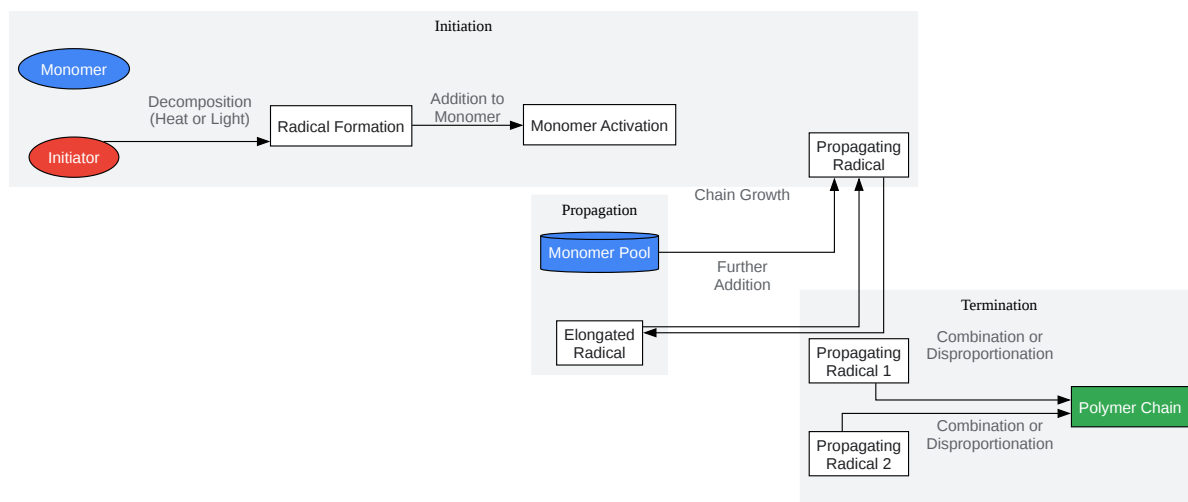 Initiation
Monomer
Decomposition
(Heat or Light)
Addition to
Monomer
Radical Formation
Monomer Activation
Initiator
Propagating
Radical
Chain Growth
Propagation
Monomer Pool
Further
Addition
Elongated
Radical
Termination
Combination or
Disproportionation
Propagating
Radical 1
Polymer Chain
Combination or
Disproportionation
Propagating
Radical 2